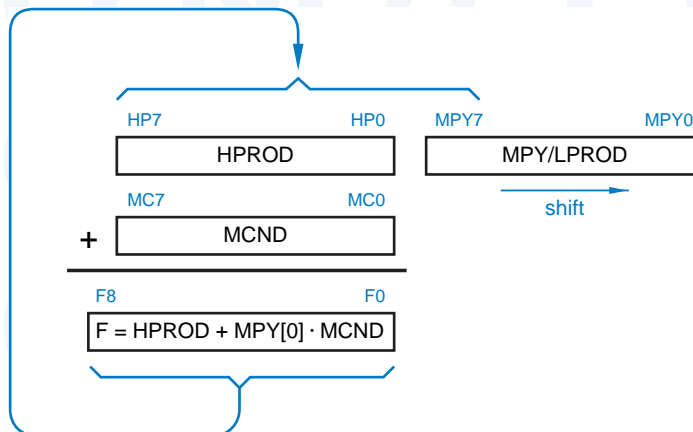 HP7 HP0 MPY7 MPY0
HPROD MPY/LPROD
MC7 MC0 shift
+ MCND
F8 F0
F = HPROD + MPY[0] · MCND